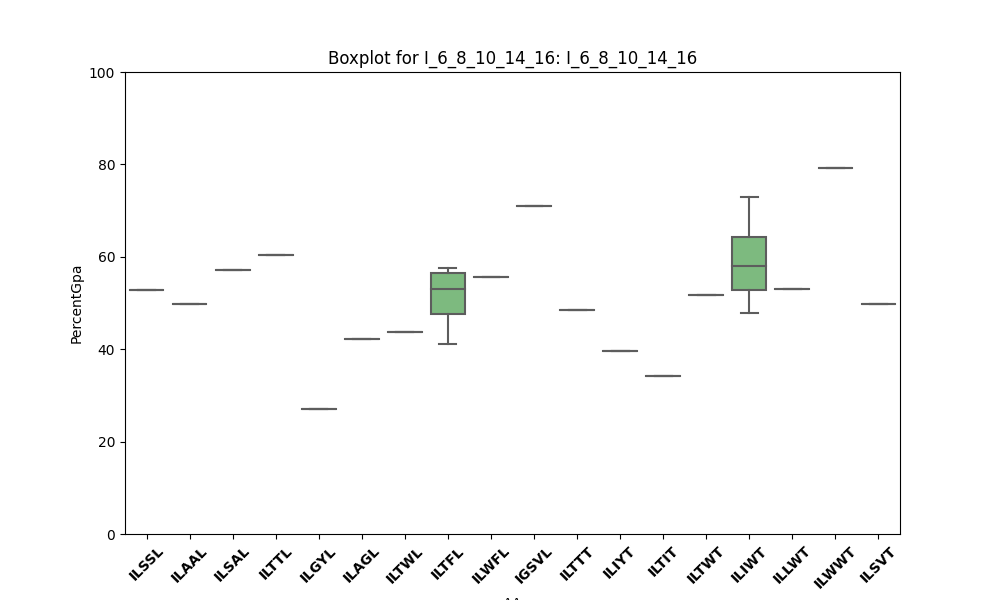 Boxplot for I_6_8_10_14_16: I_6_8_10_14_16
100
80
60
40
20
0
PercentGpa
ILSSL
ILAAL
ILSAL
ILTTL
ILGYL
ILAGL
ILTWL
ILTFL
ILWFL
IGSVL
ILTTT
ILIYT
ILTIT
ILTWT
ILIWT
ILLWT
ILWWT
ILSVT